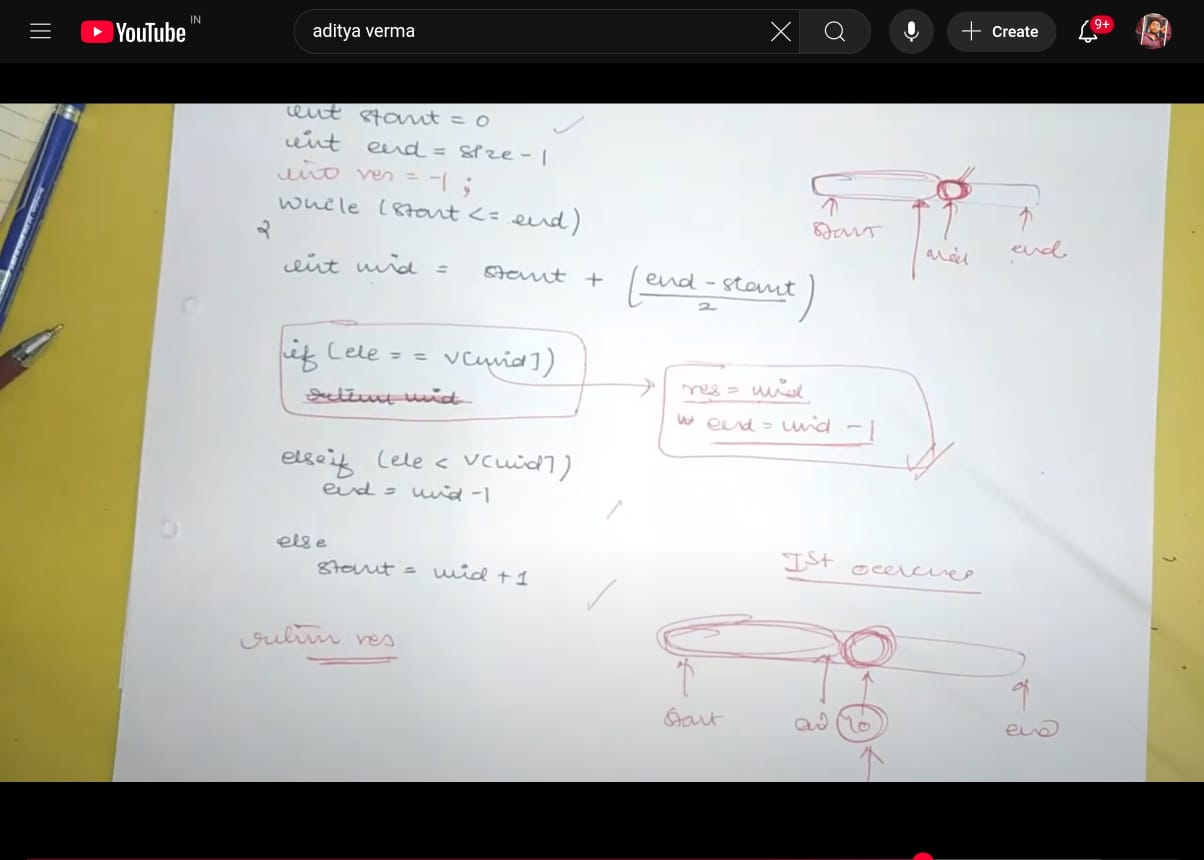 YouTube IN
aditya verma
Create
9+
int start = 0
int end = size - 1
int res = -1 ;
while (start <= end)
{
int mid = start + (end - start / 2)
if (ele == v[mid])
return mid
res = mid
end = mid - 1
elseif (ele < v[mid])
end = mid - 1
else
start = mid + 1
return res
start
mid
end
Ist occurence
start
end
10
end